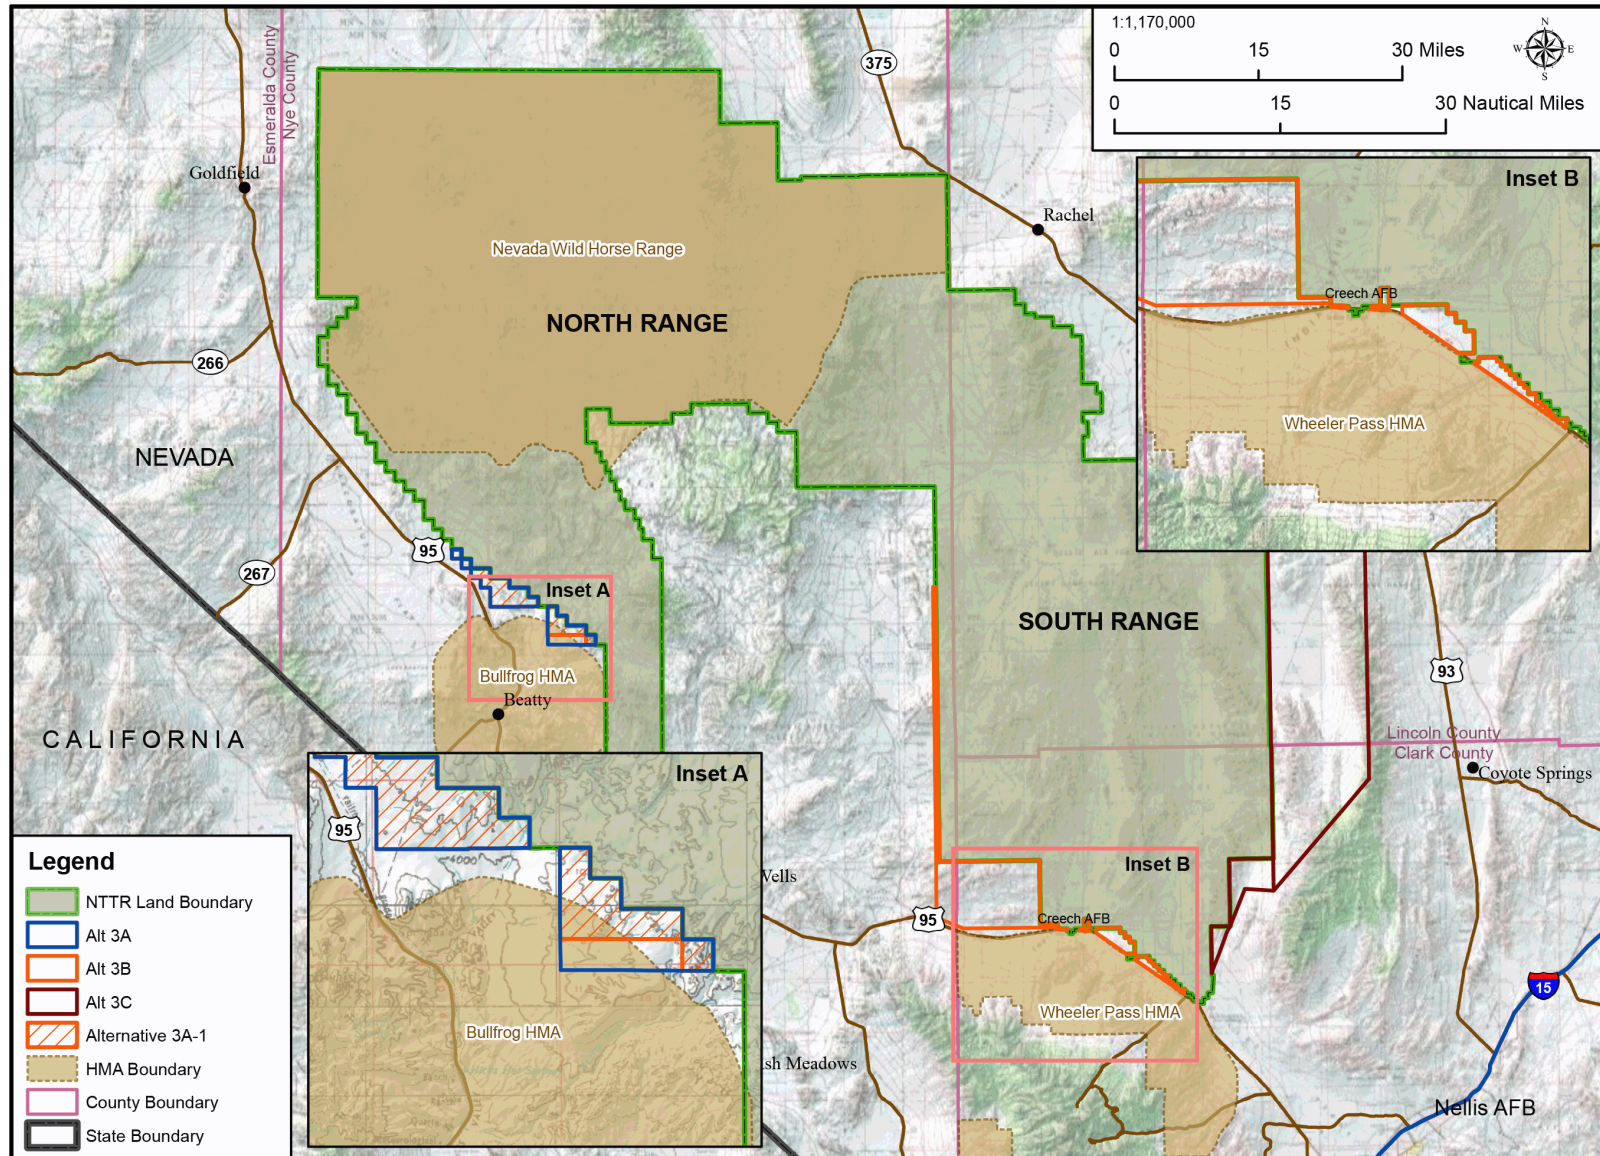 1:1,170,000
0 15 30 Miles
0 15 30 Nautical Miles
N
W E
S
375
Esmeralda County
Nye County
Goldfield
Rachel
Nevada Wild Horse Range
NORTH RANGE
266
NEVADA
95
267
Inset A
Bullfrog HMA
Beatty
CALIFORNIA
SOUTH RANGE
93
Lincoln County
Clark County
Coyote Springs
Inset B
Creech AFB
Wheeler Pass HMA
95
Wells
sh Meadows
15
Nellis AFB
Inset B
Creech AFB
Wheeler Pass HMA
Inset A
95
4000
Bullfrog HMA
Legend
NTTR Land Boundary
Alt 3A
Alt 3B
Alt 3C
Alternative 3A-1
HMA Boundary
County Boundary
State Boundary